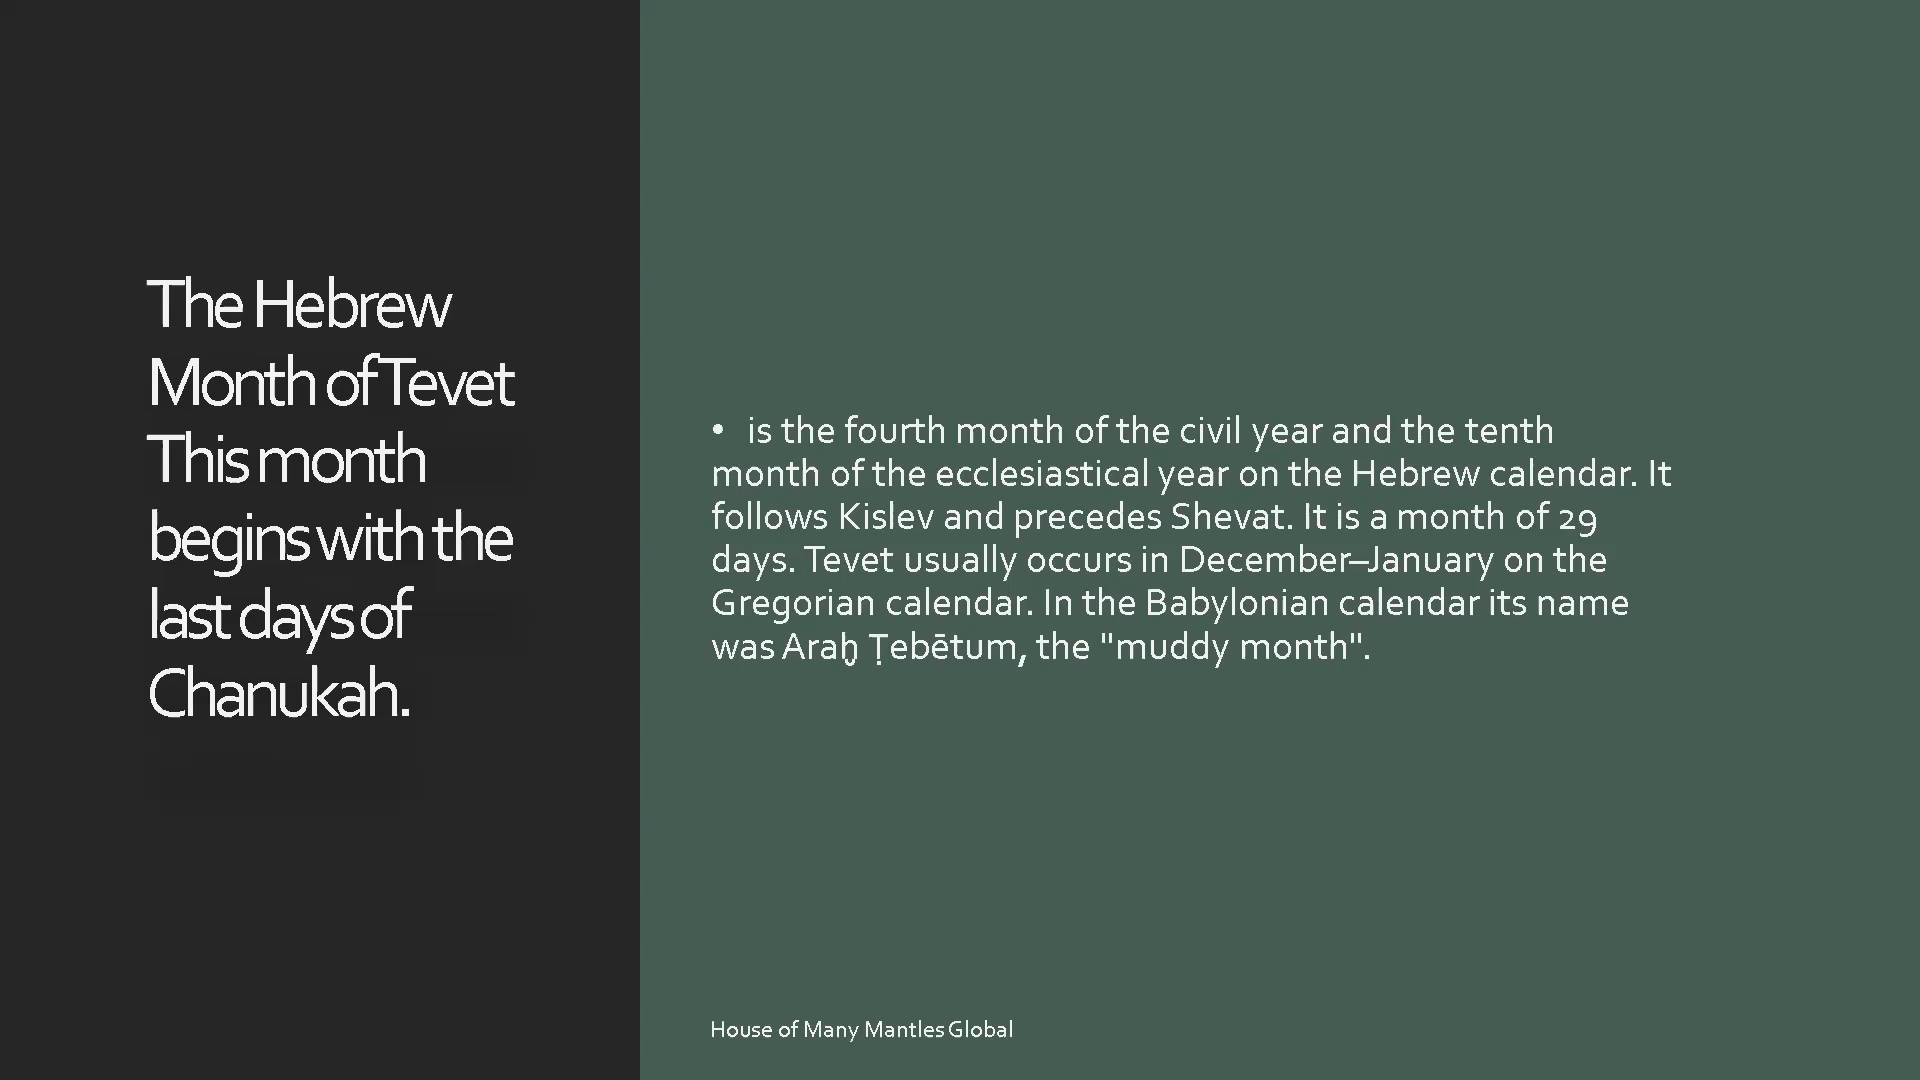 The Hebrew
Month of Tevet
This month
begins with the
last days of
Chanukah.
• is the fourth month of the civil year and the tenth
month of the ecclesiastical year on the Hebrew calendar. It
follows Kislev and precedes Shevat. It is a month of 29
days. Tevet usually occurs in December–January on the
Gregorian calendar. In the Babylonian calendar its name
was Araḫ Ṭebētum, the "muddy month".
House of Many Mantles Global